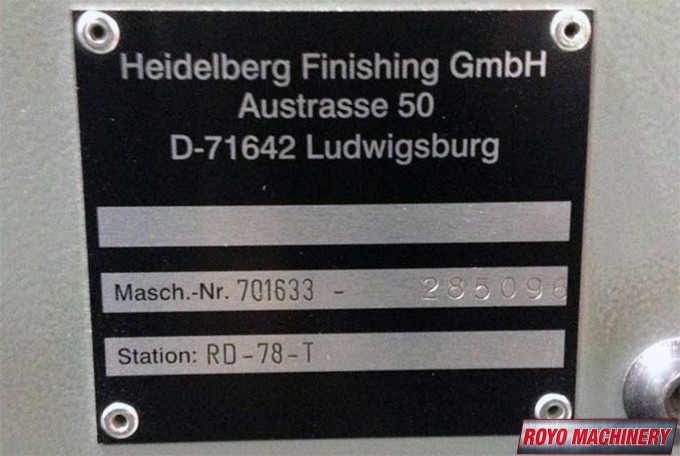 Heidelberg Finishing GmbH
Austrasse 50
D-71642 Ludwigsburg
Masch.-Nr. 701633 - 285096
Station: RD-78-T
ROYO MACHINERY